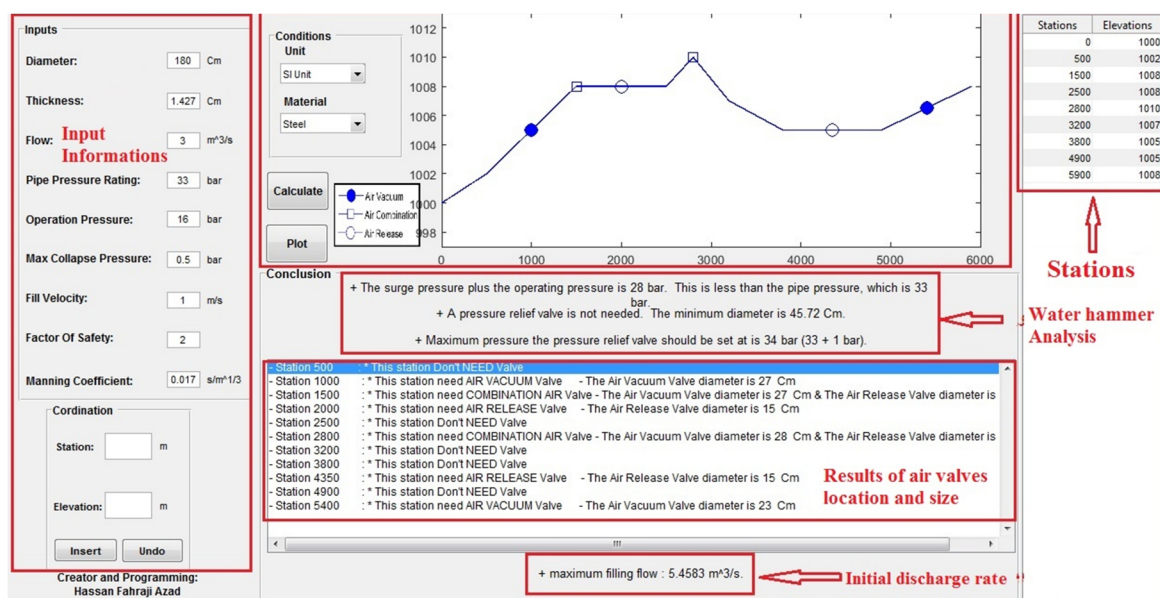 Inputs
Diameter: 180 Cm
Thickness: 1.427 Cm
Flow: 3 m^3/s
Input
Informations
Pipe Pressure Rating: 33 bar
Operation Pressure: 16 bar
Max Collapse Pressure: 0.5 bar
Fill Velocity: 1 m/s
Factor Of Safety: 2
Manning Coefficient: 0.017 s/m^1/3
Cordination
Station: m
Elevation: m
Insert Undo
Creator and Programming:
Hassan Fahraji Azad
Conditions
Unit
SI Unit
Material
Steel
Calculate
Plot
Air Vacuum
Air Combination
Air Release
1012
1010
1008
1006
1004
1002
1000
998
0 1000 2000 3000 4000 5000 6000
Stations Elevations
0 1000
500 1002
1500 1008
2500 1008
2800 1010
3200 1007
3800 1005
4900 1005
5900 1008
Stations
Conclusion
+ The surge pressure plus the operating pressure is 28 bar. This is less than the pipe pressure, which is 33
bar.
+ A pressure relief valve is not needed. The minimum diameter is 45.72 Cm.
+ Maximum pressure the pressure relief valve should be set at is 34 bar (33 + 1 bar).
Water hammer
Analysis
- Station 500 : * This station Don't NEED Valve
- Station 1000 : * This station need AIR VACUUM Valve - The Air Vacuum Valve diameter is 27 Cm
- Station 1500 : * This station need COMBINATION AIR Valve - The Air Vacuum Valve diameter is 27 Cm & The Air Release Valve diameter is
- Station 2000 : * This station need AIR RELEASE Valve - The Air Release Valve diameter is 15 Cm
- Station 2500 : * This station Don't NEED Valve
- Station 2800 : * This station need COMBINATION AIR Valve - The Air Vacuum Valve diameter is 28 Cm & The Air Release Valve diameter is
- Station 3200 : * This station Don't NEED Valve
- Station 3800 : * This station Don't NEED Valve
- Station 4350 : * This station need AIR RELEASE Valve - The Air Release Valve diameter is 15 Cm
- Station 4900 : * This station Don't NEED Valve
- Station 5400 : * This station need AIR VACUUM Valve - The Air Vacuum Valve diameter is 23 Cm
Results of air valves
location and size
+ maximum filling flow : 5.4583 m^3/s.
Initial discharge rate